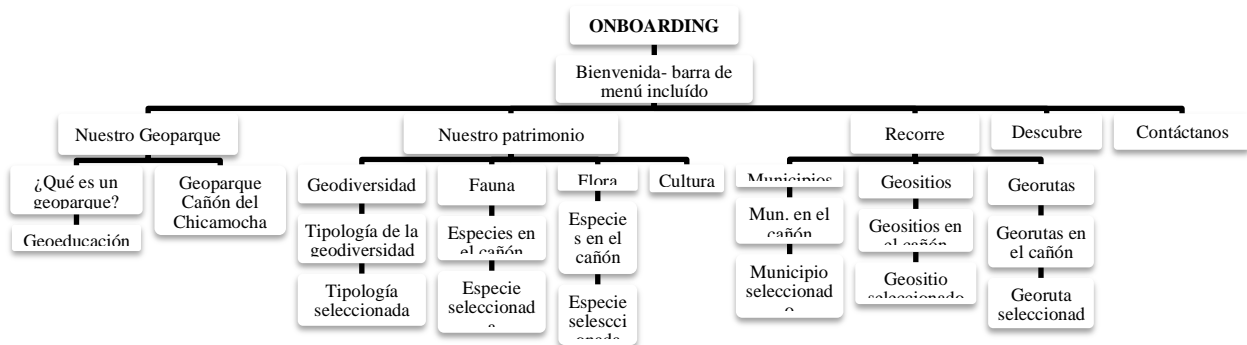 ONBOARDING
Bienvenida- barra de
menú incluído
Nuestro Geoparque
Nuestro patrimonio
Recorre
Descubre
Contáctanos
¿Qué es un
geoparque?
Geoparque
Cañón del
Chicamocha
Geodiversidad
Fauna
Flora
Cultura
Municipios
Geositios
Georutas
Geoeducación
Tipología de la
geodiversidad
Especies en
el cañón
Especie
s en el
cañón
Mun. en el
cañón
Geositios en
el cañón
Georutas en
el cañón
Tipología
seleccionada
Especie
seleccionad
a
Especie
selescci
onada
Municipio
seleccionad
o
Geositio
seleccionado
Georuta
seleccionad